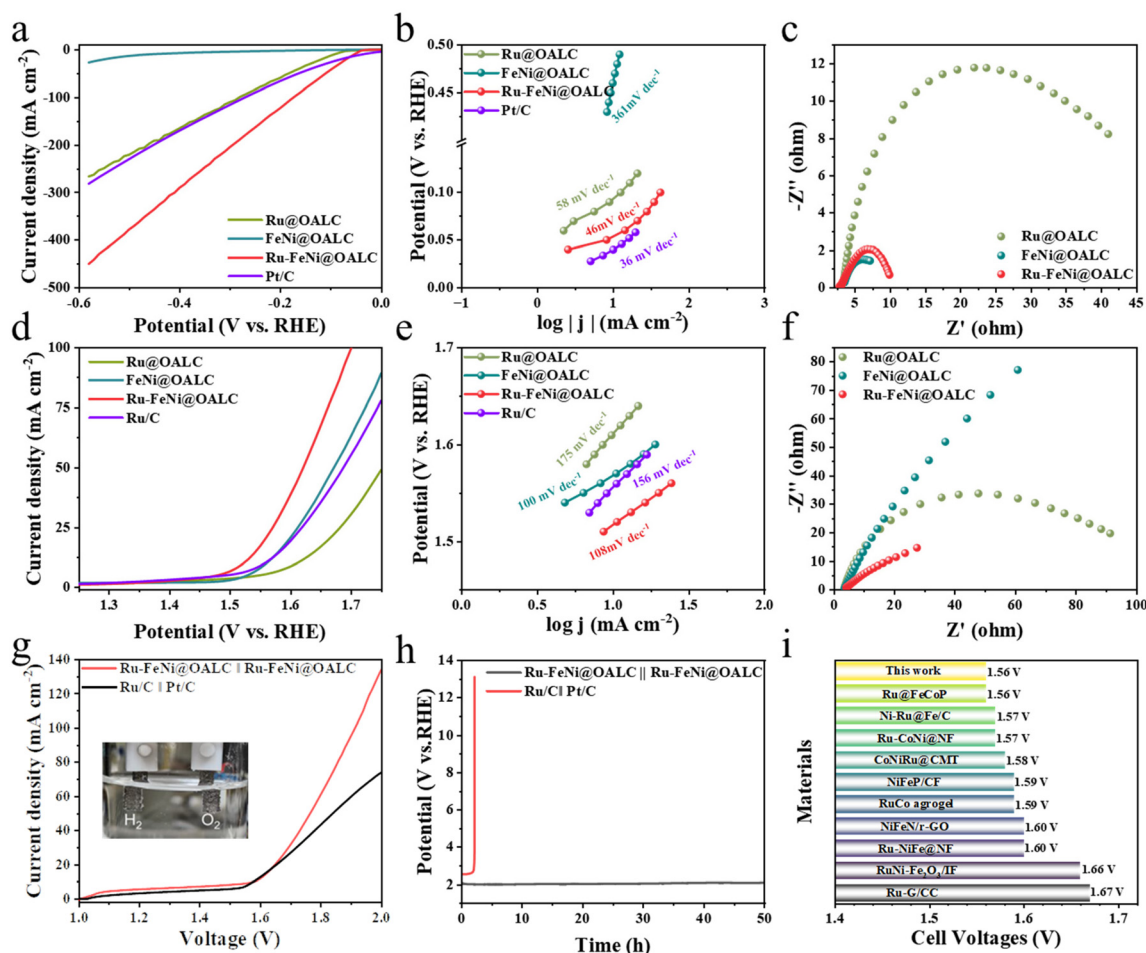 a
0
-100
-200
-300
-400
-500
Current density (mA cm⁻²)
Ru@OALC
FeNi@OALC
Ru-FeNi@OALC
Pt/C
-0.6
-0.4
-0.2
0.0
Potential (V vs. RHE)
b
0.50
0.45
0.10
0.05
0.00
Potential (V vs. RHE)
Ru@OALC
FeNi@OALC
Ru-FeNi@OALC
Pt/C
361mV dec⁻¹
58 mV dec⁻¹
46mV dec⁻¹
36 mV dec⁻¹
-1
0
1
2
3
log | j | (mA cm⁻²)
c
12
10
8
6
4
2
0
-Z'' (ohm)
Ru@OALC
FeNi@OALC
Ru-FeNi@OALC
0 5 10 15 20 25 30 35 40 45
Z' (ohm)
d
100
75
50
25
0
Current density (mA cm⁻²)
Ru@OALC
FeNi@OALC
Ru-FeNi@OALC
Ru/C
1.3
1.4
1.5
1.6
1.7
Potential (V vs. RHE)
e
1.7
1.6
1.5
Potential (V vs. RHE)
Ru@OALC
FeNi@OALC
Ru-FeNi@OALC
Ru/C
175 mV dec⁻¹
100 mV dec⁻¹
156 mV dec⁻¹
108mV dec⁻¹
0.0
0.5
1.0
1.5
2.0
log j (mA cm⁻²)
f
80
70
60
50
40
30
20
10
0
-Z'' (ohm)
Ru@OALC
FeNi@OALC
Ru-FeNi@OALC
0
20
40
60
80
100
Z' (ohm)
g
140
120
100
80
60
40
20
0
Current density (mA cm⁻²)
Ru-FeNi@OALC ‖ Ru-FeNi@OALC
Ru/C ‖ Pt/C
H₂
O₂
1.0
1.2
1.4
1.6
1.8
2.0
Voltage (V)
h
14
12
10
8
6
4
2
0
Potential (V vs.RHE)
Ru-FeNi@OALC || Ru-FeNi@OALC
Ru/C‖ Pt/C
0
10
20
30
40
50
Time (h)
i
Materials
This work 1.56 V
Ru@FeCoP 1.56 V
Ni-Ru@Fe/C 1.57 V
Ru-CoNi@NF 1.57 V
CoNiRu@CMT 1.58 V
NiFeP/CF 1.59 V
RuCo agrogel 1.59 V
NiFeN/r-GO 1.60 V
Ru-NiFe@NF 1.60 V
RuNi-Fe₂O₃/IF 1.66 V
Ru-G/CC 1.67 V
1.4
1.5
1.6
1.7
Cell Voltages (V)